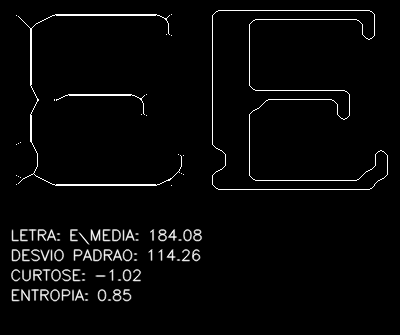 E E
LETRA: E\MEDIA: 184.08
DESVIO PADRAO: 114.26
CURTOSE: -1.02
ENTROPIA: 0.85